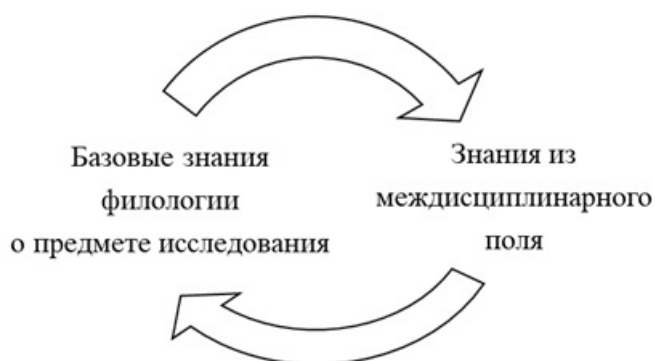 Базовые знания
филологии
о предмете исследования
Знания из
междисциплинарного
поля